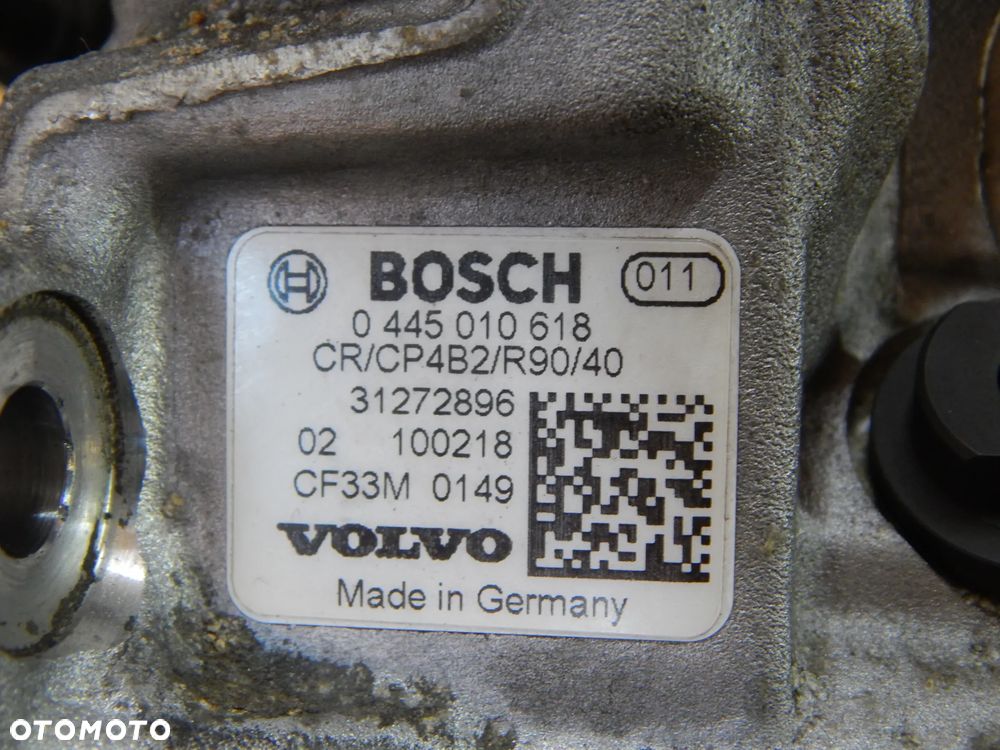 BOSCH 011
0 445 010 618
CR/CP4B2/R90/40
31272896
02 100218
CF33M 0149
VOLVO
Made in Germany
OTOMOTO